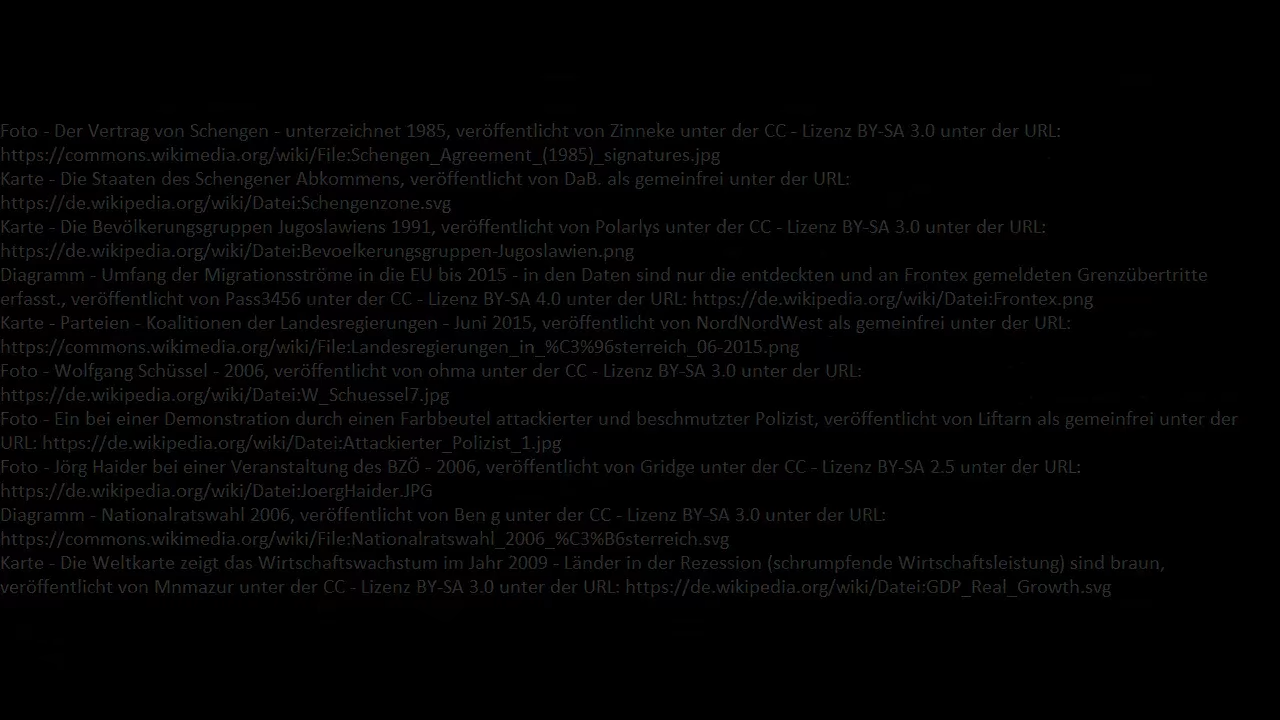 Foto - Der Vertrag von Schengen - unterzeichnet 1985, veröffentlicht von Zinneke unter der CC - Lizenz BY-SA 3.0 unter der URL:
https://commons.wikimedia.org/wiki/File:Schengen_Agreement_(1985)_signatures.jpg
Karte - Die Staaten des Schengener Abkommens, veröffentlicht von DaB. als gemeinfrei unter der URL:
https://de.wikipedia.org/wiki/Datei:Schengenzone.svg
Karte - Die Bevölkerungsgruppen Jugoslawiens 1991, veröffentlicht von Polarlys unter der CC - Lizenz BY-SA 3.0 unter der URL:
https://de.wikipedia.org/wiki/Datei:Bevoelkerungsgruppen-Jugoslawien.png
Diagramm - Umfang der Migrationsströme in die EU bis 2015 - in den Daten sind nur die entdeckten und an Frontex gemeldeten Grenzübertritte
erfasst., veröffentlicht von Pass3456 unter der CC - Lizenz BY-SA 4.0 unter der URL: https://de.wikipedia.org/wiki/Datei:Frontex.png
Karte - Parteien - Koalitionen der Landesregierungen - Juni 2015, veröffentlicht von NordNordWest als gemeinfrei unter der URL:
https://commons.wikimedia.org/wiki/File:Landesregierungen_in_%C3%96sterreich_06-2015.png
Foto - Wolfgang Schüssel - 2006, veröffentlicht von ohma unter der CC - Lizenz BY-SA 3.0 unter der URL:
https://de.wikipedia.org/wiki/Datei:W_Schuessel7.jpg
Foto - Ein bei einer Demonstration durch einen Farbbeutel attackierter und beschmutzter Polizist, veröffentlicht von Liftarn als gemeinfrei unter der
URL: https://de.wikipedia.org/wiki/Datei:Attackierter_Polizist_1.jpg
Foto - Jörg Haider bei einer Veranstaltung des BZÖ - 2006, veröffentlicht von Gridge unter der CC - Lizenz BY-SA 2.5 unter der URL:
https://de.wikipedia.org/wiki/Datei:JoergHaider.JPG
Diagramm - Nationalratswahl 2006, veröffentlicht von Ben g unter der CC - Lizenz BY-SA 3.0 unter der URL:
https://commons.wikimedia.org/wiki/File:Nationalratswahl_2006_%C3%B6sterreich.svg
Karte - Die Weltkarte zeigt das Wirtschaftswachstum im Jahr 2009 - Länder in der Rezession (schrumpfende Wirtschaftsleistung) sind braun,
veröffentlicht von Mnmazur unter der CC - Lizenz BY-SA 3.0 unter der URL: https://de.wikipedia.org/wiki/Datei:GDP_Real_Growth.svg